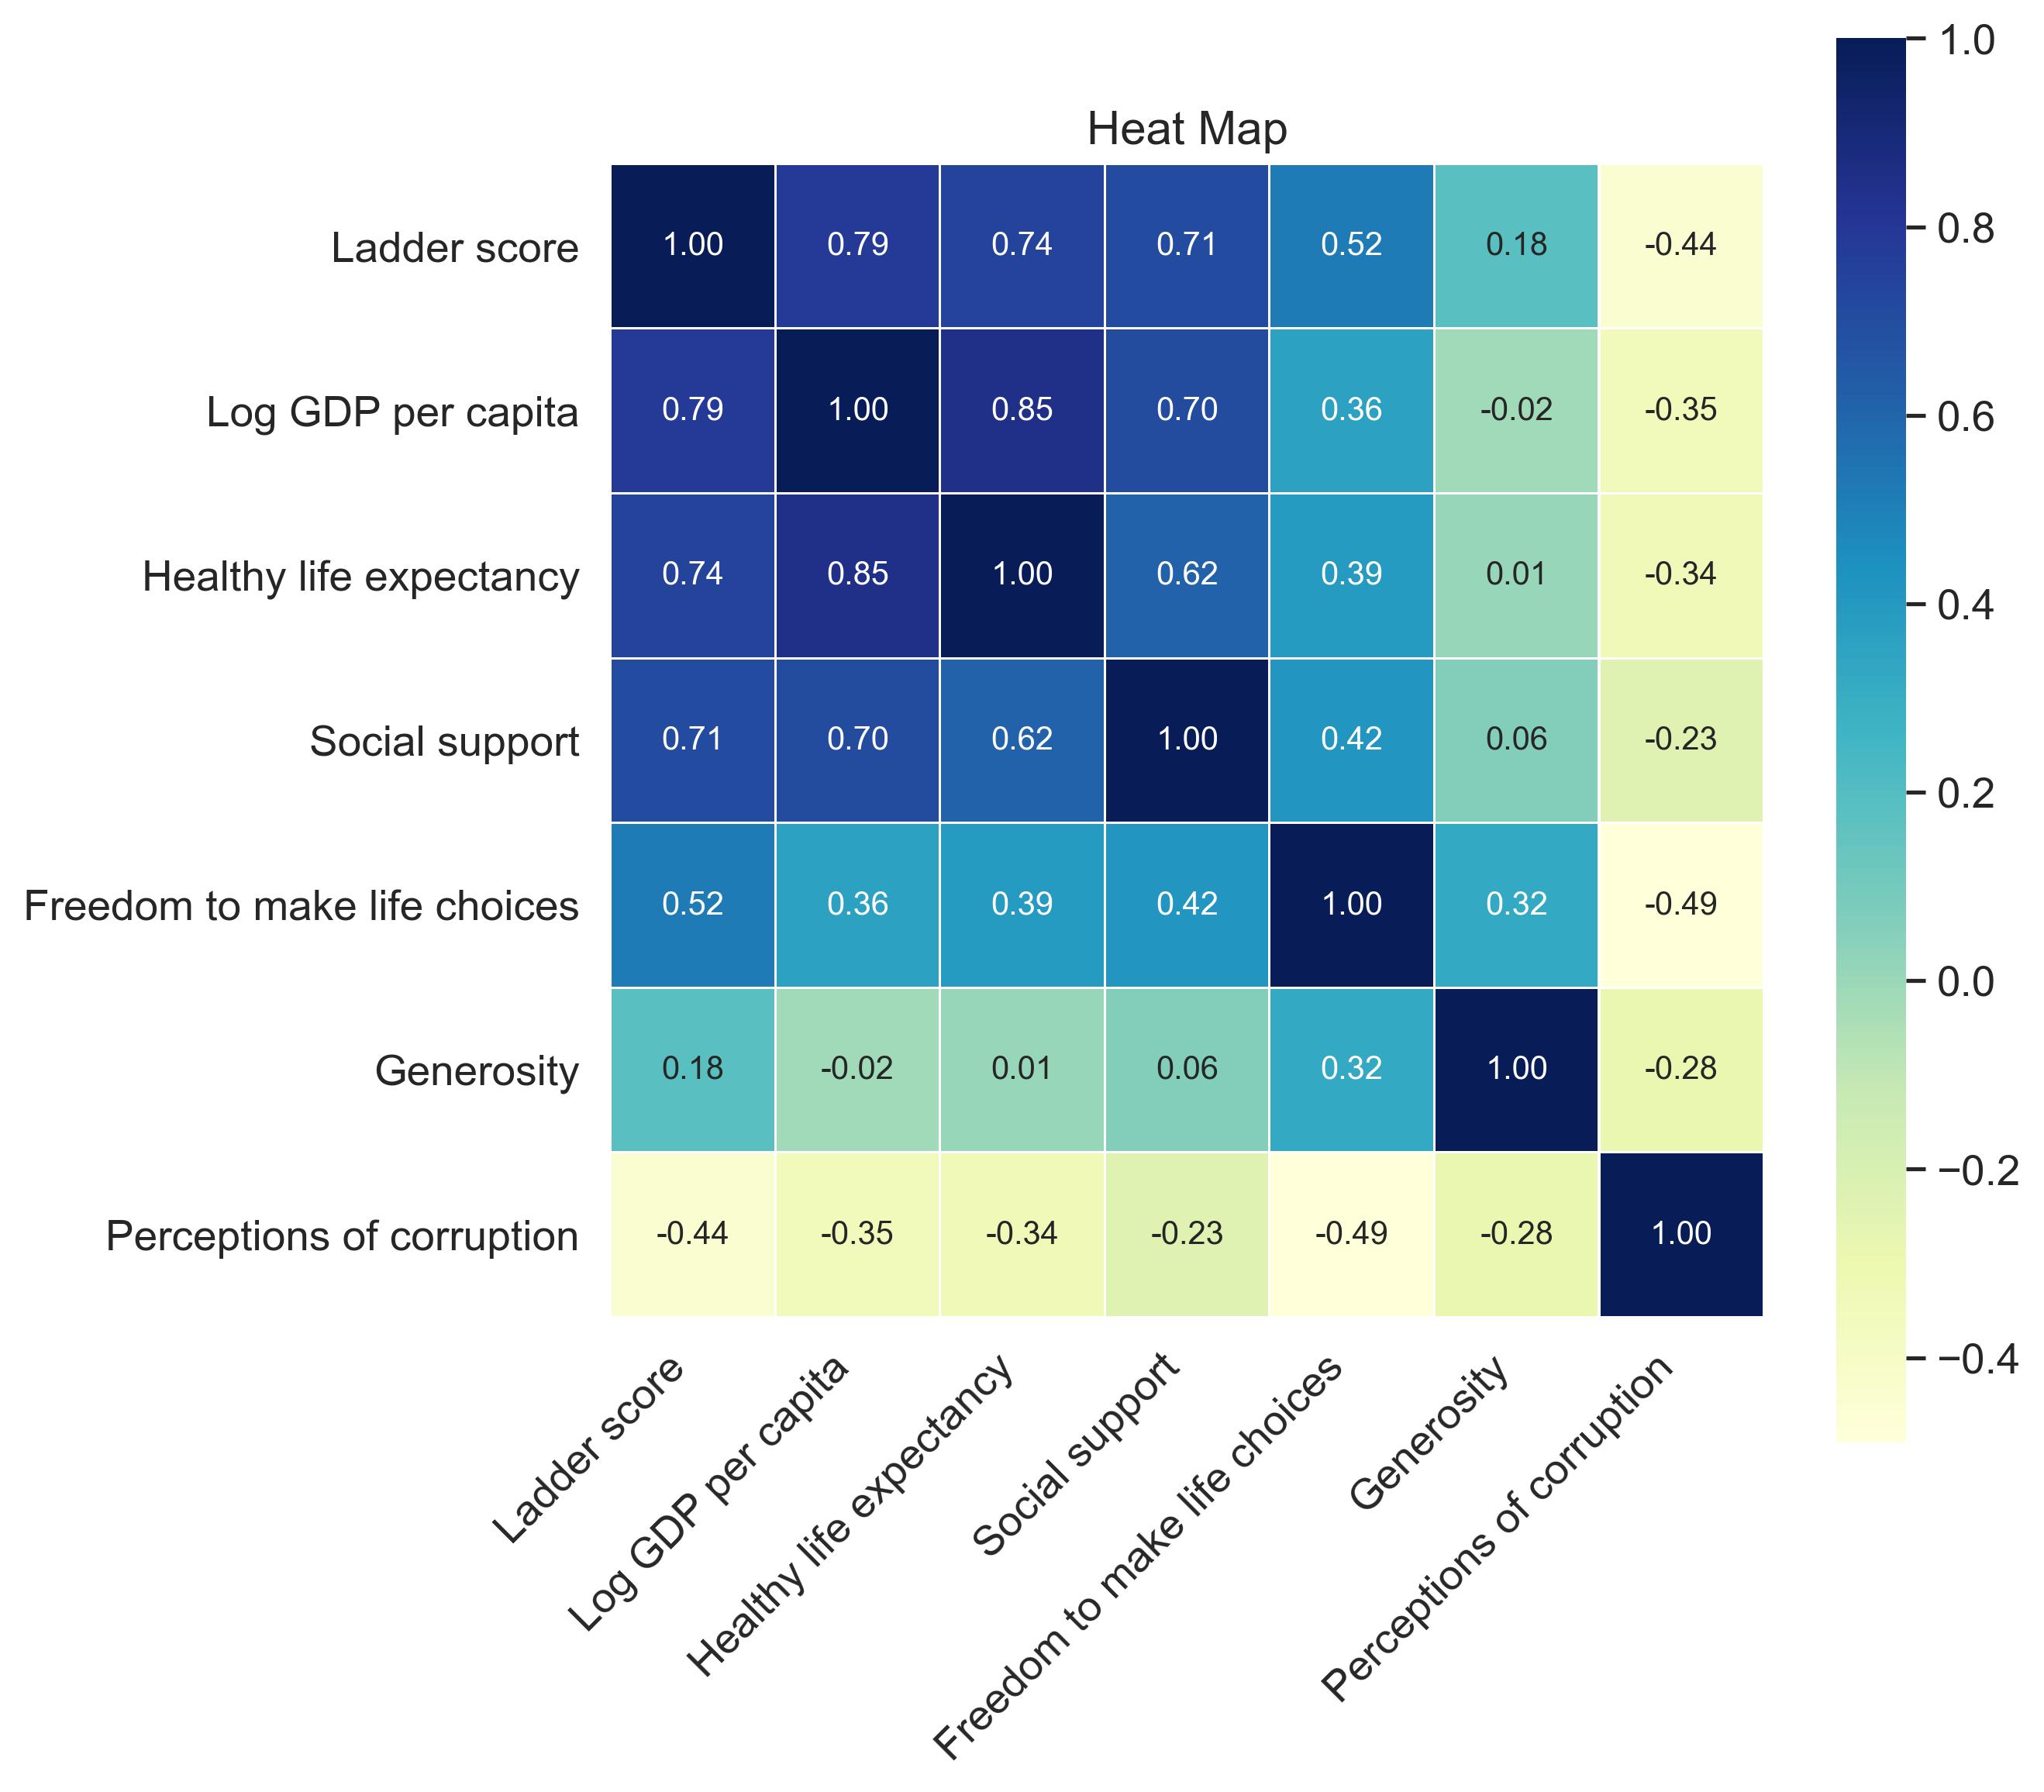 Heat Map
Ladder score 1.00 0.79 0.74 0.71 0.52 0.18 -0.44
Log GDP per capita 0.79 1.00 0.85 0.70 0.36 -0.02 -0.35
Healthy life expectancy 0.74 0.85 1.00 0.62 0.39 0.01 -0.34
Social support 0.71 0.70 0.62 1.00 0.42 0.06 -0.23
Freedom to make life choices 0.52 0.36 0.39 0.42 1.00 0.32 -0.49
Generosity 0.18 -0.02 0.01 0.06 0.32 1.00 -0.28
Perceptions of corruption -0.44 -0.35 -0.34 -0.23 -0.49 -0.28 1.00
Ladder score
Log GDP per capita
Healthy life expectancy
Social support
Freedom to make life choices
Generosity
Perceptions of corruption
1.0
0.8
0.6
0.4
0.2
0.0
−0.2
−0.4